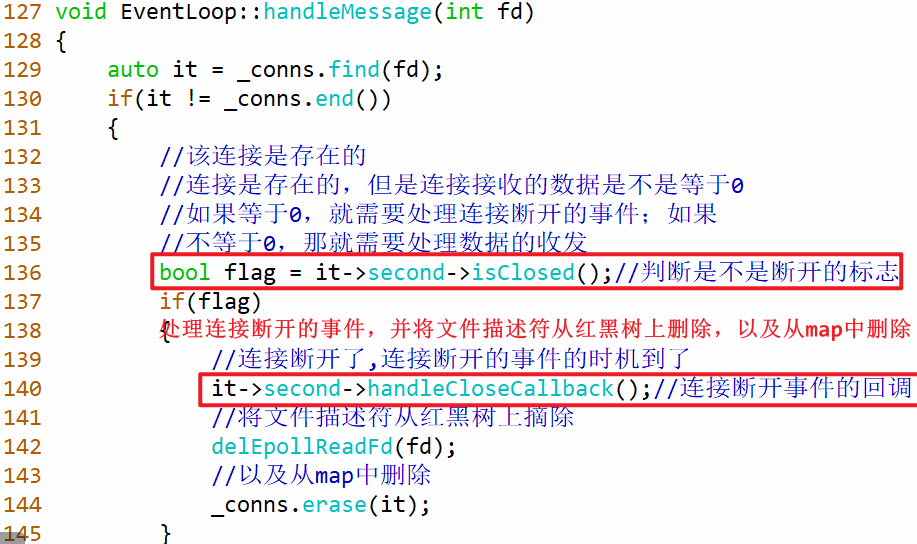 127 void EventLoop::handleMessage(int fd)
128 {
129     auto it = _conns.find(fd);
130     if(it != _conns.end())
131     {
132         //该连接是存在的
133         //连接是存在的，但是连接接收的数据是不是等于0
134         //如果等于0，就需要处理连接断开的事件；如果
135         //不等于0，那就需要处理数据的收发
136         bool flag = it->second->isClosed();//判断是不是断开的标志
137         if(flag)
138         {
处理连接断开的事件，并将文件描述符从红黑树上删除，以及从map中删除
139             //连接断开了,连接断开的事件的时机到了
140             it->second->handleCloseCallback();//连接断开事件的回调
141             //将文件描述符从红黑树上摘除
142             delEpollReadFd(fd);
143             //以及从map中删除
144             _conns.erase(it);
145         }